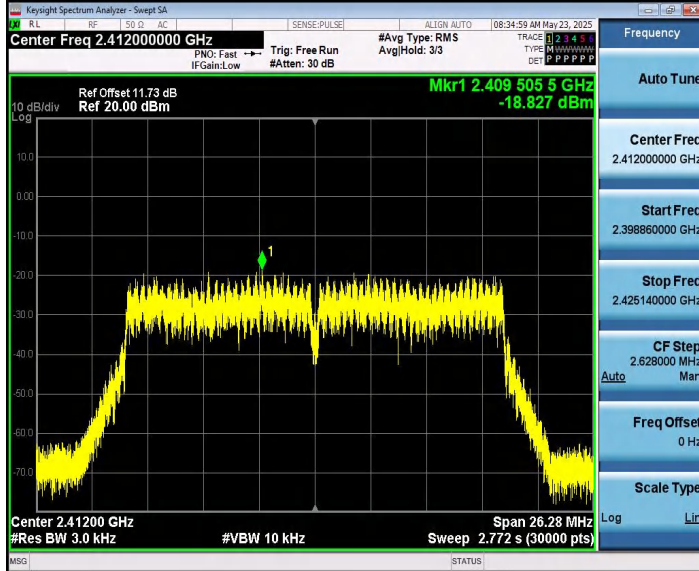 Keysight Spectrum Analyzer - Swept SA
LXI RL RF 50 Ω AC SENSE:PULSE ALIGN AUTO 08:34:59 AM May 23, 2025
Center Freq 2.412000000 GHz
PNO: Fast
IFGain:Low
Trig: Free Run
#Atten: 30 dB
#Avg Type: RMS
Avg|Hold: 3/3
TRACE 1 2 3 4 5 6
TYPE M WWWWW
DET P P P P P P
Ref Offset 11.73 dB
10 dB/div Ref 20.00 dBm
Log
Mkr1 2.409 505 5 GHz
-18.827 dBm
10.0
0.00
-10.0
1
-20.0
-30.0
-40.0
-50.0
-60.0
-70.0
Center 2.41200 GHz Span 26.28 MHz
#Res BW 3.0 kHz #VBW 10 kHz Sweep 2.772 s (30000 pts)
MSG STATUS
Frequency
Auto Tune
Center Freq
2.412000000 GHz
Start Freq
2.398860000 GHz
Stop Freq
2.425140000 GHz
CF Step
2.628000 MHz
Auto Man
Freq Offset
0 Hz
Scale Type
Log Lin